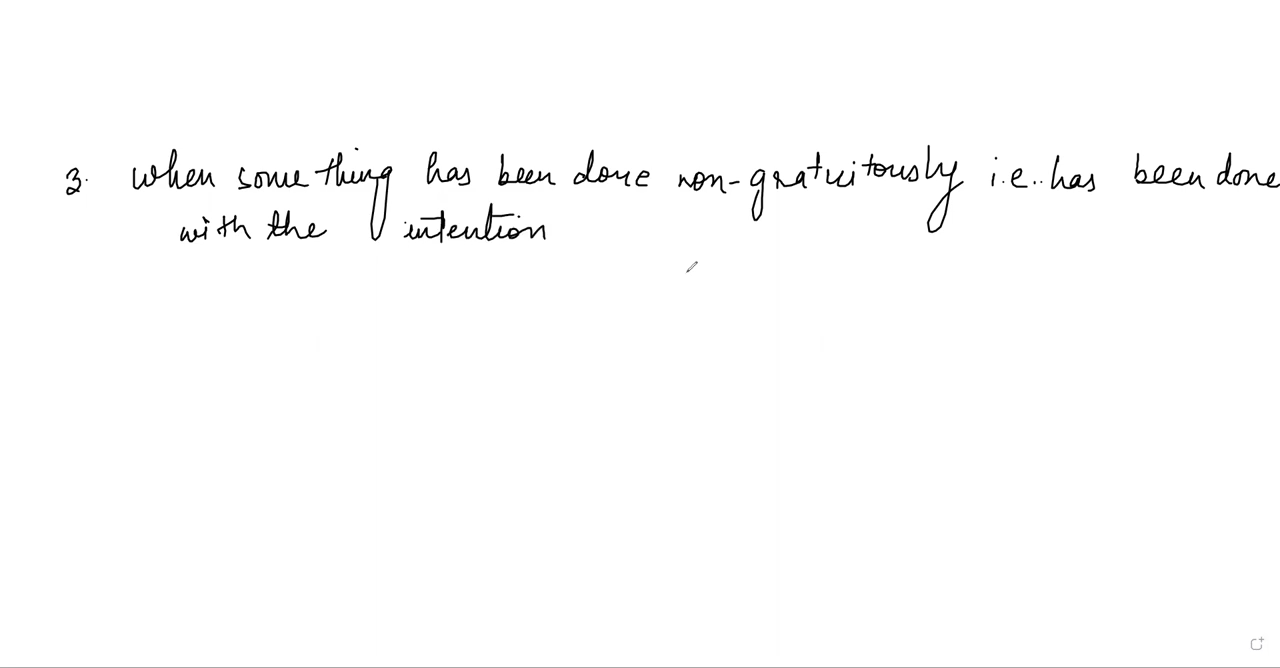 3. when something has been done non-gratuitously i.e. has been done
with the intention